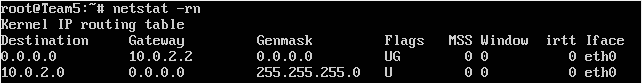 root@Team5:~# netstat -rn
Kernel IP routing table
Destination     Gateway         Genmask         Flags   MSS Window  irtt Iface
0.0.0.0         10.0.2.2        0.0.0.0         UG        0 0          0 eth0
10.0.2.0        0.0.0.0         255.255.255.0   U         0 0          0 eth0